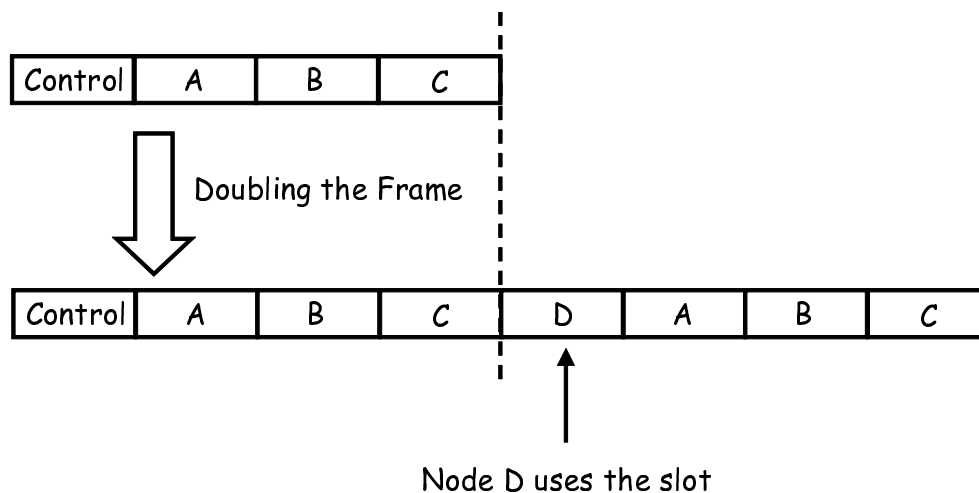 Control A B C
Doubling the Frame
Control A B C D A B C
Node D uses the slot